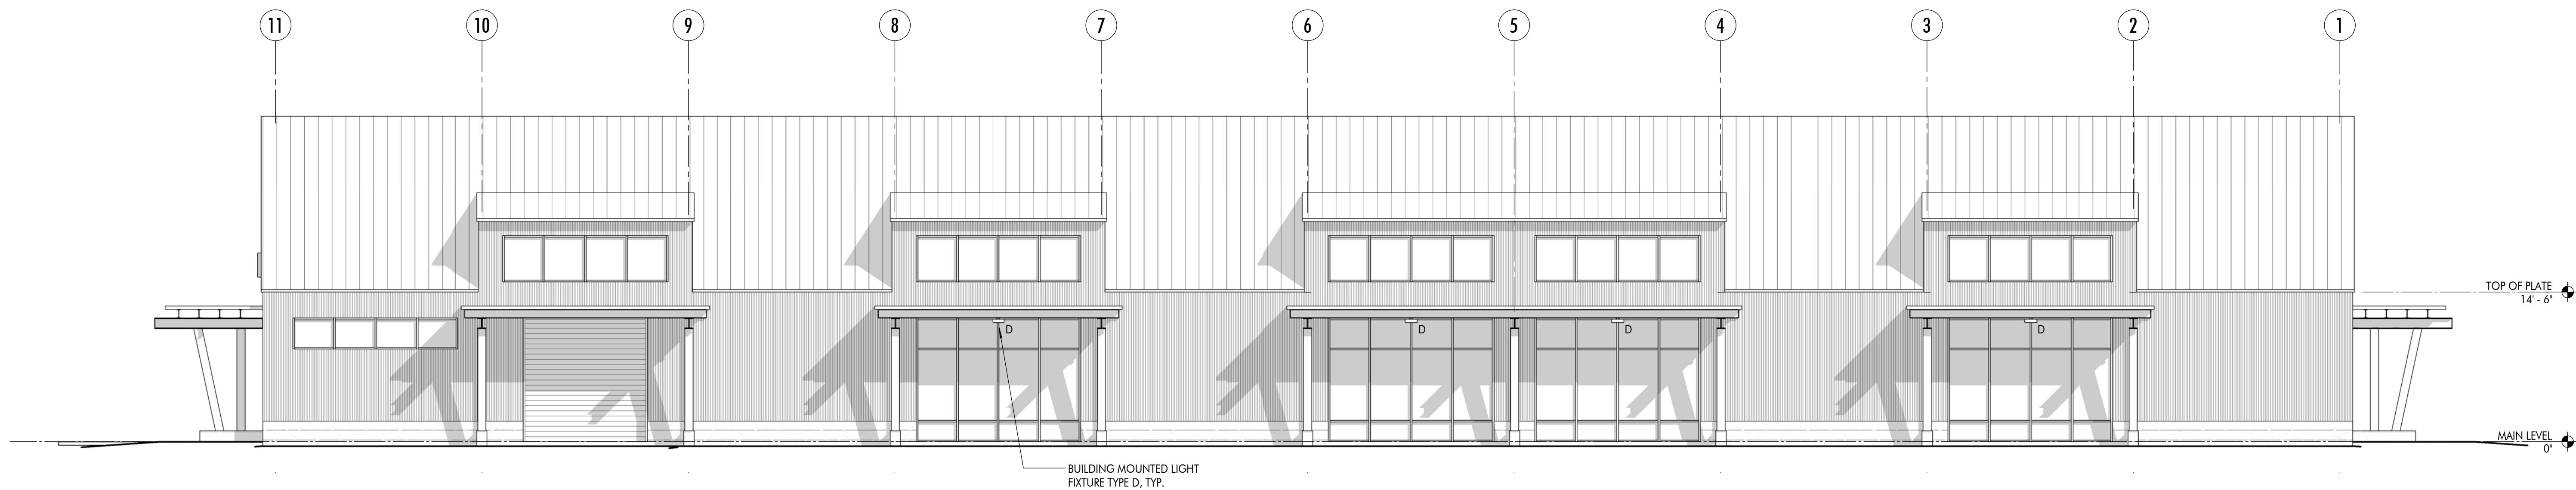 11 10 9 8 7 6 5 4 3 2 1
TOP OF PLATE
14' - 6"
D D D D
MAIN LEVEL
0"
BUILDING MOUNTED LIGHT
FIXTURE TYPE D, TYP.